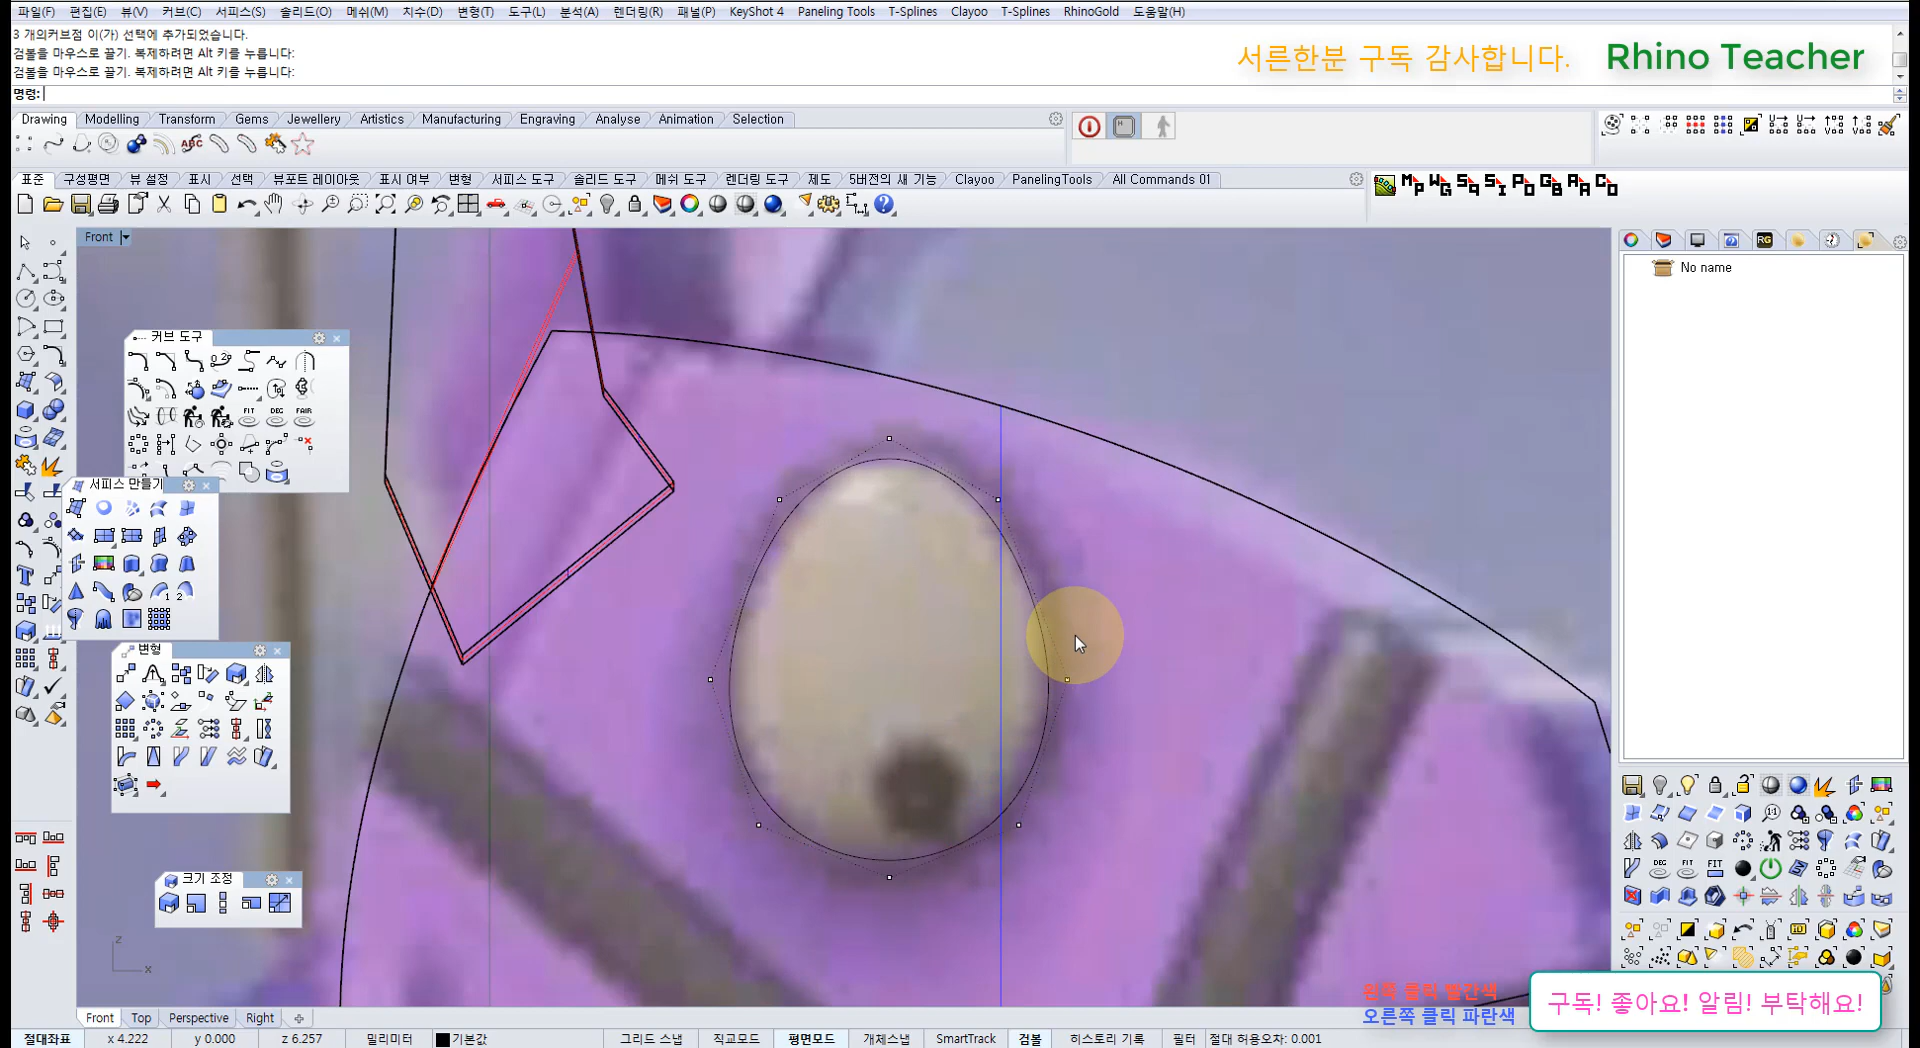 파일(F) 편집(E) 뷰(V) 커브(C) 서피스(S) 솔리드(O) 메쉬(M) 치수(D) 변형(T) 도구(L) 분석(A) 렌더링(R) 패널(P) KeyShot 4 Paneling Tools T-Splines Clayoo T-Splines RhinoGold 도움말(H)
3 개의커브점 이(가) 선택에 추가되었습니다.
검볼을 마우스로 끌기. 복제하려면 Alt 키를 누릅니다:
검볼을 마우스로 끌기. 복제하려면 Alt 키를 누릅니다:
명령:
서른한분 구독 감사합니다. Rhino Teacher
Drawing Modelling Transform Gems Jewellery Artistics Manufacturing Engraving Analyse Animation Selection
ABC
표준 구성평면 뷰 설정 표시 선택 뷰포트 레이아웃 표시 여부 변형 서피스 도구 솔리드 도구 메쉬 도구 렌더링 도구 제도 5버전의 새 기능 Clayoo PanelingTools All Commands 01
Front
RG
No name
커브 도구
FIT DEG FAIR
서피스 만들기
1 2
변형
크기 조정
z
x
1:1
DEG FIT FIT
왼쪽 클릭 빨간색
오른쪽 클릭 파란색
구독! 좋아요! 알림! 부탁해요!
Front Top Perspective Right
절대좌표 x 4.222 y 0.000 z 6.257 밀리미터 기본값 그리드 스냅 직교모드 평면모드 개체스냅 SmartTrack 검볼 히스토리 기록 필터 절대 허용오차: 0.001